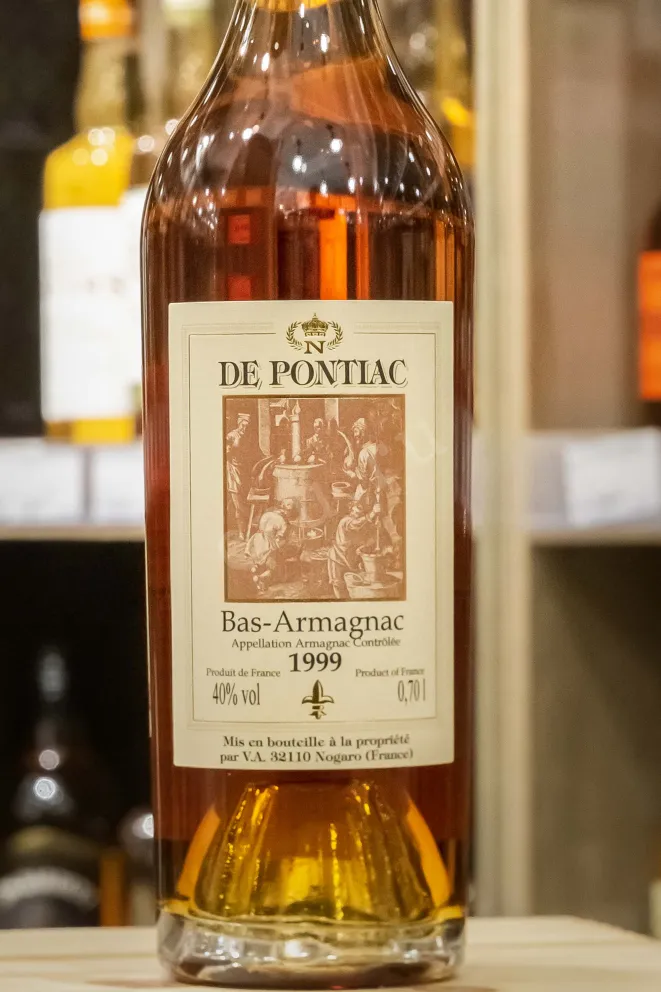 N
DE PONTIAC
Bas-Armagnac
Appellation Armagnac Contrôlée
1999
Produit de France
Product of France
40% vol
0,70 l
Mis en bouteille à la propriété
par V.A. 32110 Nogaro (France)